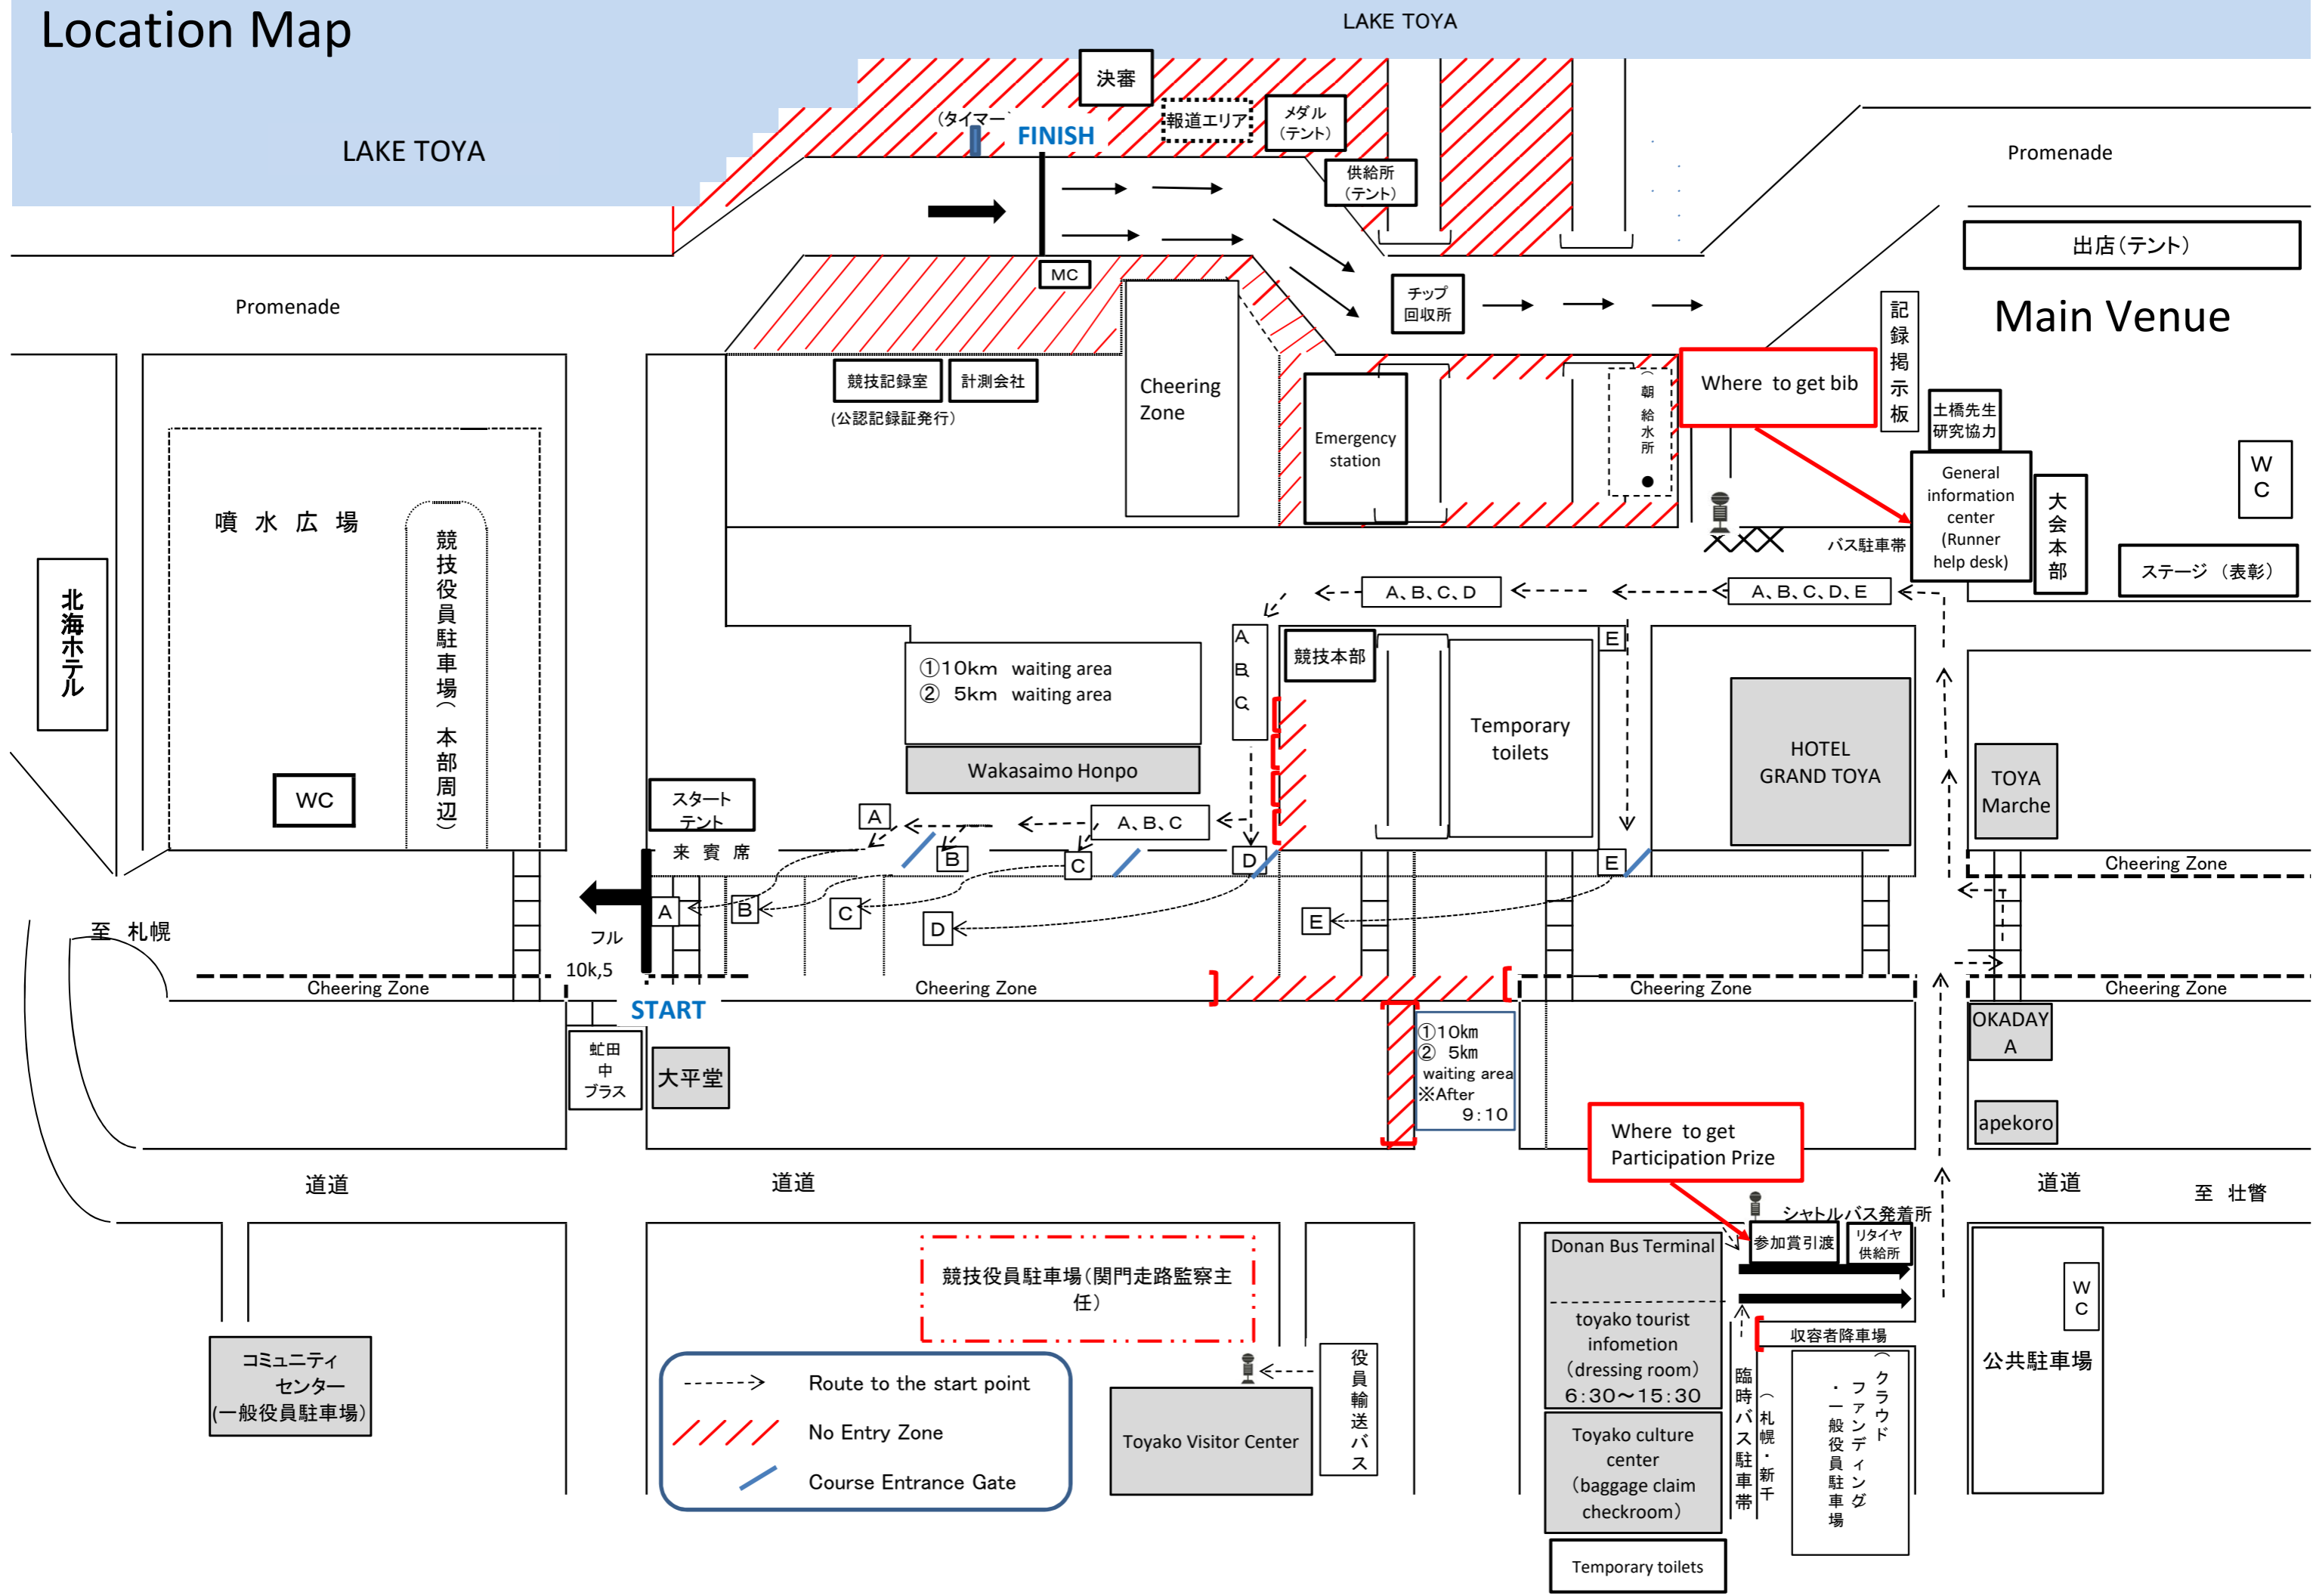 Location Map
LAKE TOYA
LAKE TOYA
決審
(タイマー
FINISH
報道エリア
メダル
(テント)
供給所
(テント)
Promenade
出店(テント)
Main Venue
Promenade
MC
チップ
回収所
記録掲示板
競技記録室
計測会社
(公認記録証発行)
Cheering
Zone
Emergency
station
(朝給水所
●
Where to get bib
土橋先生
研究協力
General
information
center
(Runner
help desk)
大会本部
W
C
ステージ (表彰)
バス駐車帯
噴水広場
競技役員駐車場(本部周辺)
北海ホテル
WC
A、B、C、D
A、B、C、D、E
A
B
C
競技本部
E
①10km waiting area
② 5km waiting area
Wakasaimo Honpo
Temporary
toilets
HOTEL
GRAND TOYA
TOYA
Marche
スタート
テント
来賓席
A
A、B、C
B
C
D
E
Cheering Zone
A
B
C
D
E
至 札幌
フル
10k,5
START
Cheering Zone
Cheering Zone
Cheering Zone
Cheering Zone
虻田
中
ブラス
大平堂
①10km
② 5km
waiting area
※After
9:10
OKADAY
A
apekoro
Where to get
Participation Prize
道道
道道
道道
至 壮瞥
シャトルバス発着所
Donan Bus Terminal
参加賞引渡
リタイヤ
供給所
競技役員駐車場(関門走路監察主
任)
toyako tourist
infometion
(dressing room)
6:30～15:30
収容者降車場
W
C
公共駐車場
コミュニティ
センター
(一般役員駐車場)
Route to the start point
No Entry Zone
Course Entrance Gate
役員輸送バス
Toyako Visitor Center
Toyako culture
center
(baggage claim
checkroom)
臨時バス駐車帯
(札幌・新千
(クラウド
ファンディング
・一般役員駐車場
Temporary toilets